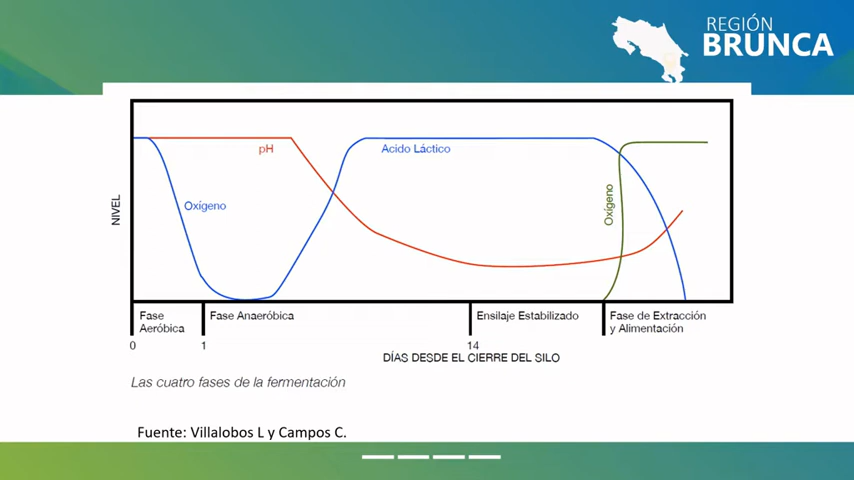 REGIÓN
BRUNCA
pH
Acido Láctico
Oxígeno
Oxígeno
NIVEL
Fase
Aeróbica
Fase Anaeróbica
Ensilaje Estabilizado
Fase de Extracción
y Alimentación
0
1
14
DÍAS DESDE EL CIERRE DEL SILO
Las cuatro fases de la fermentación
Fuente: Villalobos L y Campos C.